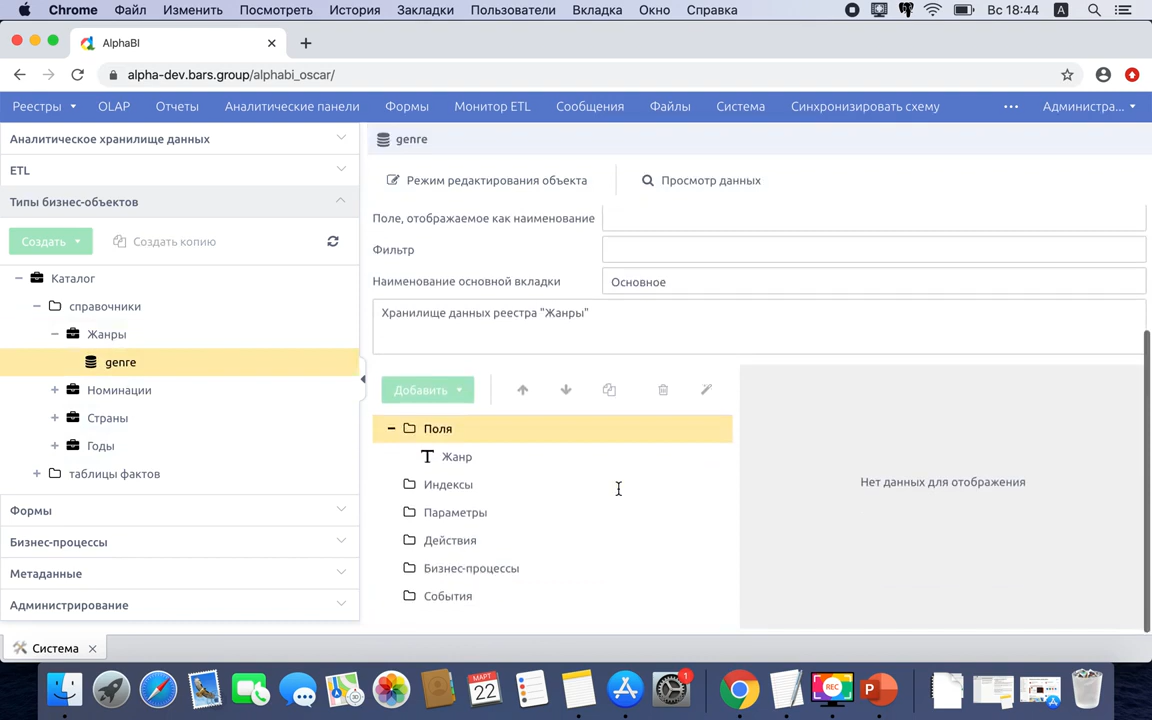 Chrome Файл Изменить Посмотреть История Закладки Пользователи Вкладка Окно Справка Вс 18:44 A
AlphaBI
alpha-dev.bars.group/alphabi_oscar/
Реестры OLAP Отчеты Аналитические панели Формы Монитор ETL Сообщения Файлы Система Синхронизировать схему ••• Администра...
Аналитическое хранилище данных
genre
ETL
Режим редактирования объекта Просмотр данных
Типы бизнес-объектов
Поле, отображаемое как наименование
Создать Создать копию
Фильтр
Каталог
Наименование основной вкладки Основное
справочники
Хранилище данных реестра "Жанры"
Жанры
genre
Номинации
Добавить
Страны
Поля
Годы
Жанр
таблицы фактов
Индексы
Нет данных для отображения
Формы
Параметры
Бизнес-процессы
Действия
Метаданные
Бизнес-процессы
Администрирование
События
Система
МАРТ
22
1
REC
P